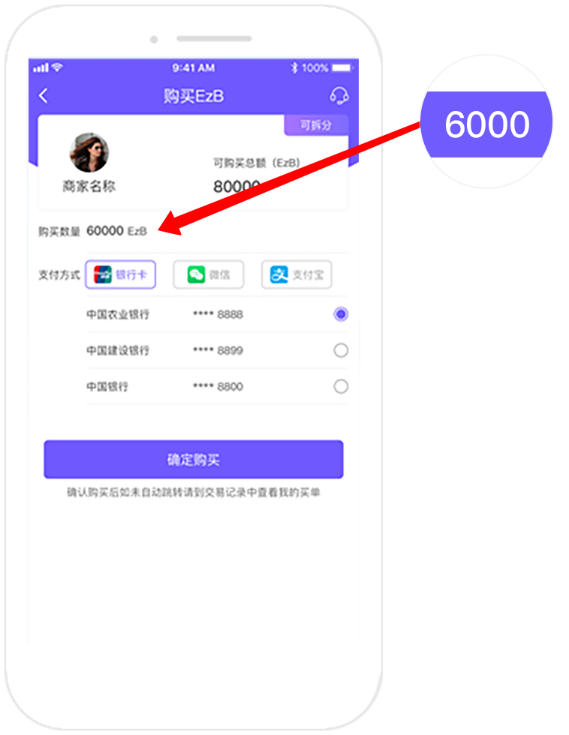 9:41 AM 100%
购买EzB
可拆分
6000
可购买总额（EzB）
商家名称 80000
购买数量 60000 EzB
支付方式 银行卡 微信 支付宝
中国农业银行 **** 8888
中国建设银行 **** 8899
中国银行 **** 8800
确定购买
确认购买后如未自动跳转请到交易记录中查看我的买单